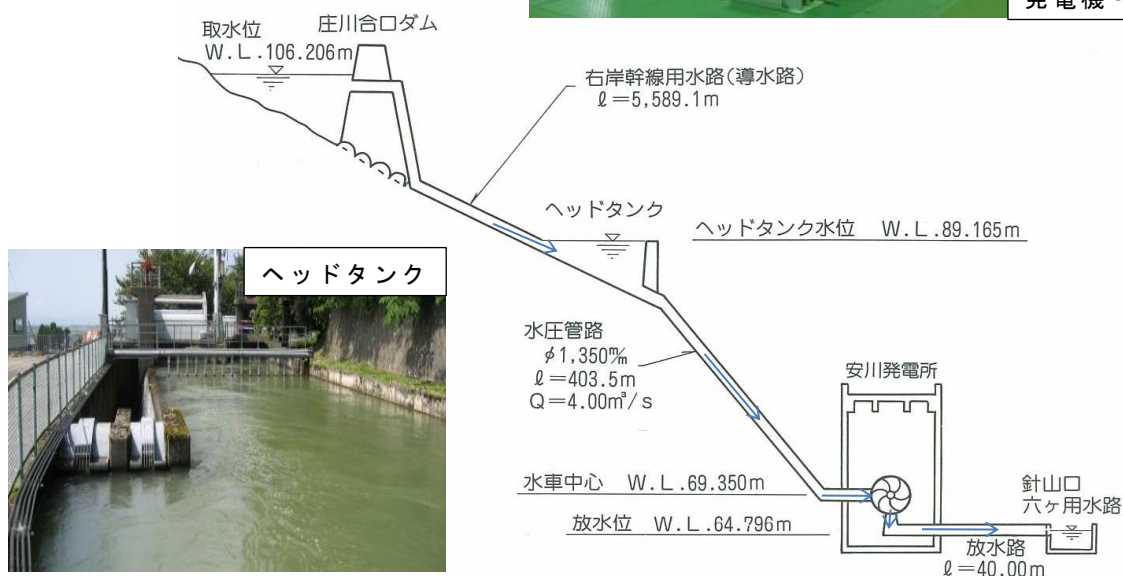 発電機・
取水位
W.L.106.206m
庄川合口ダム
右岸幹線用水路(導水路)
ℓ=5,589.1m
ヘッドタンク
ヘッドタンク水位 W.L.89.165m
ヘッドタンク
水圧管路
φ1,350㎜
ℓ=403.5m
Q=4.00㎥/s
安川発電所
水車中心 W.L.69.350m
放水位 W.L.64.796m
針山口
六ヶ用水路
放水路
ℓ=40.00m